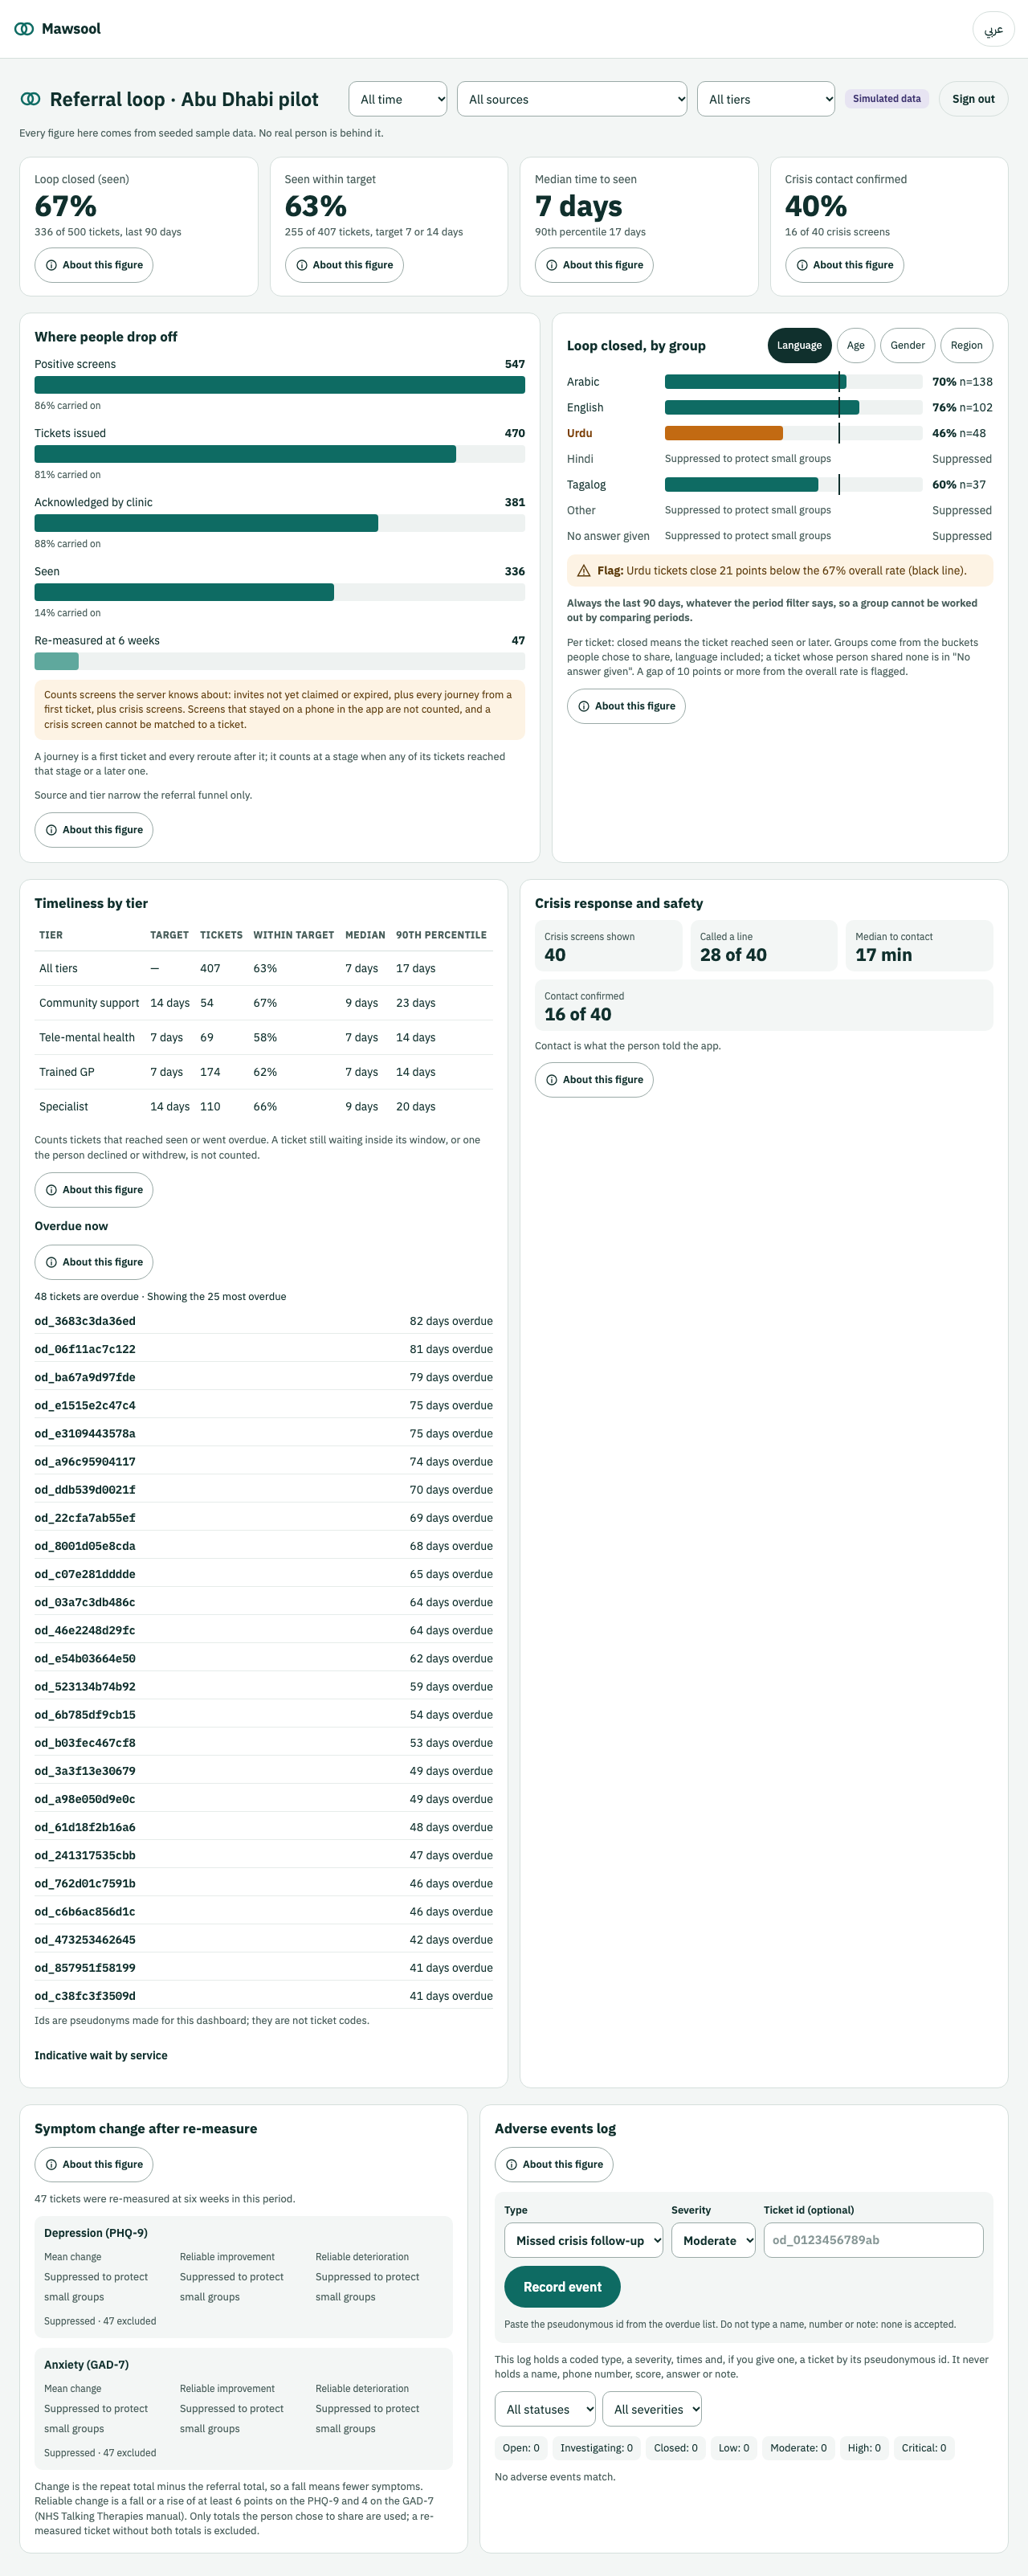 Mawsool
عربي
Referral loop · Abu Dhabi pilot
All time
All sources
All tiers
Simulated data
Sign out
Every figure here comes from seeded sample data. No real person is behind it.
Loop closed (seen)
67%
336 of 500 tickets, last 90 days
About this figure
Seen within target
63%
255 of 407 tickets, target 7 or 14 days
About this figure
Median time to seen
7 days
90th percentile 17 days
About this figure
Crisis contact confirmed
40%
16 of 40 crisis screens
About this figure
Where people drop off
Positive screens 547
86% carried on
Tickets issued 470
81% carried on
Acknowledged by clinic 381
88% carried on
Seen 336
14% carried on
Re-measured at 6 weeks 47
Counts screens the server knows about: invites not yet claimed or expired, plus every journey from a
first ticket, plus crisis screens. Screens that stayed on a phone in the app are not counted, and a
crisis screen cannot be matched to a ticket.
A journey is a first ticket and every reroute after it; it counts at a stage when any of its tickets reached
that stage or a later one.
Source and tier narrow the referral funnel only.
About this figure
Loop closed, by group
Language
Age
Gender
Region
Arabic 70% n=138
English 76% n=102
Urdu 46% n=48
Hindi Suppressed to protect small groups Suppressed
Tagalog 60% n=37
Other Suppressed to protect small groups Suppressed
No answer given Suppressed to protect small groups Suppressed
Flag: Urdu tickets close 21 points below the 67% overall rate (black line).
Always the last 90 days, whatever the period filter says, so a group cannot be worked
out by comparing periods.
Per ticket: closed means the ticket reached seen or later. Groups come from the buckets
people chose to share, language included; a ticket whose person shared none is in "No
answer given". A gap of 10 points or more from the overall rate is flagged.
About this figure
Timeliness by tier
TIER TARGET TICKETS WITHIN TARGET MEDIAN 90TH PERCENTILE
All tiers — 407 63% 7 days 17 days
Community support 14 days 54 67% 9 days 23 days
Tele-mental health 7 days 69 58% 7 days 14 days
Trained GP 7 days 174 62% 7 days 14 days
Specialist 14 days 110 66% 9 days 20 days
Counts tickets that reached seen or went overdue. A ticket still waiting inside its window, or one
the person declined or withdrew, is not counted.
About this figure
Overdue now
About this figure
48 tickets are overdue · Showing the 25 most overdue
od_3683c3da36ed 82 days overdue
od_06f11ac7c122 81 days overdue
od_ba67a9d97fde 79 days overdue
od_e1515e2c47c4 75 days overdue
od_e3109443578a 75 days overdue
od_a96c95904117 74 days overdue
od_ddb539d0021f 70 days overdue
od_22cfa7ab55ef 69 days overdue
od_8001d05e8cda 68 days overdue
od_c07e281dddde 65 days overdue
od_03a7c3db486c 64 days overdue
od_46e2248d29fc 64 days overdue
od_e54b03664e50 62 days overdue
od_523134b74b92 59 days overdue
od_6b785df9cb15 54 days overdue
od_b03fec467cf8 53 days overdue
od_3a3f13e30679 49 days overdue
od_a98e050d9e0c 49 days overdue
od_61d18f2b16a6 48 days overdue
od_241317535cbb 47 days overdue
od_762d01c7591b 46 days overdue
od_c6b6ac856d1c 46 days overdue
od_473253462645 42 days overdue
od_857951f58199 41 days overdue
od_c38fc3f3509d 41 days overdue
Ids are pseudonyms made for this dashboard; they are not ticket codes.
Indicative wait by service
Crisis response and safety
Crisis screens shown
40
Called a line
28 of 40
Median to contact
17 min
Contact confirmed
16 of 40
Contact is what the person told the app.
About this figure
Symptom change after re-measure
About this figure
47 tickets were re-measured at six weeks in this period.
Depression (PHQ-9)
Mean change Reliable improvement Reliable deterioration
Suppressed to protect Suppressed to protect Suppressed to protect
small groups small groups small groups
Suppressed · 47 excluded
Anxiety (GAD-7)
Mean change Reliable improvement Reliable deterioration
Suppressed to protect Suppressed to protect Suppressed to protect
small groups small groups small groups
Suppressed · 47 excluded
Change is the repeat total minus the referral total, so a fall means fewer symptoms.
Reliable change is a fall or a rise of at least 6 points on the PHQ-9 and 4 on the GAD-7
(NHS Talking Therapies manual). Only totals the person chose to share are used; a re-
measured ticket without both totals is excluded.
Adverse events log
About this figure
Type Severity Ticket id (optional)
Missed crisis follow-up Moderate od_0123456789ab
Record event
Paste the pseudonymous id from the overdue list. Do not type a name, number or note: none is accepted.
This log holds a coded type, a severity, times and, if you give one, a ticket by its pseudonymous id. It never
holds a name, phone number, score, answer or note.
All statuses All severities
Open: 0 Investigating: 0 Closed: 0 Low: 0 Moderate: 0 High: 0 Critical: 0
No adverse events match.